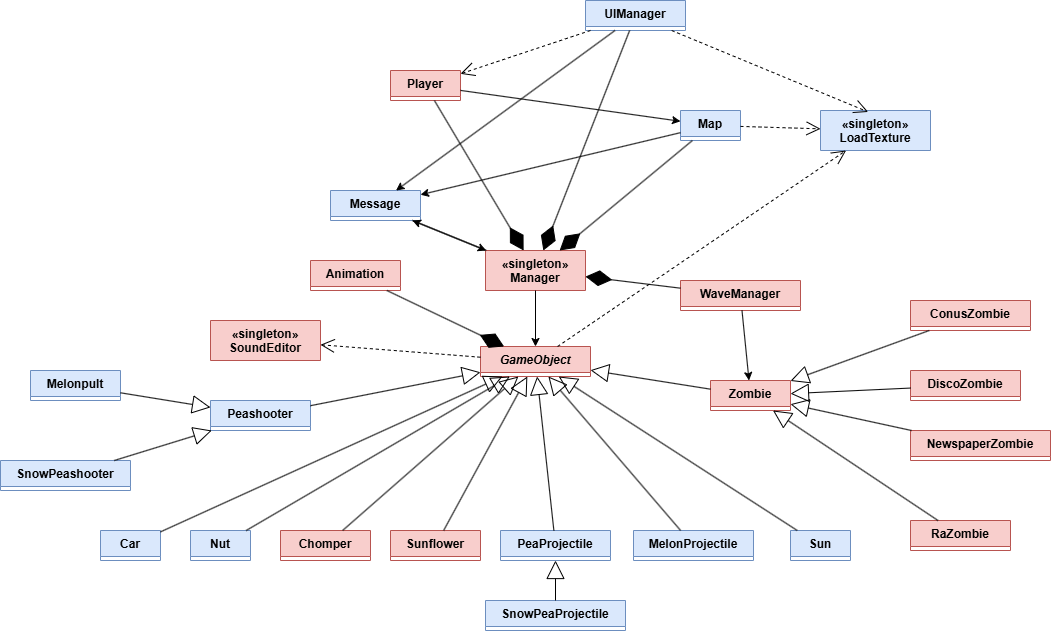 UIManager
Player
Map
«singleton»
LoadTexture
Message
«singleton»
Manager
Animation
WaveManager
«singleton»
SoundEditor
ConusZombie
GameObject
Melonpult
Zombie
DiscoZombie
Peashooter
NewspaperZombie
SnowPeashooter
Car
Nut
Chomper
Sunflower
PeaProjectile
MelonProjectile
Sun
RaZombie
SnowPeaProjectile